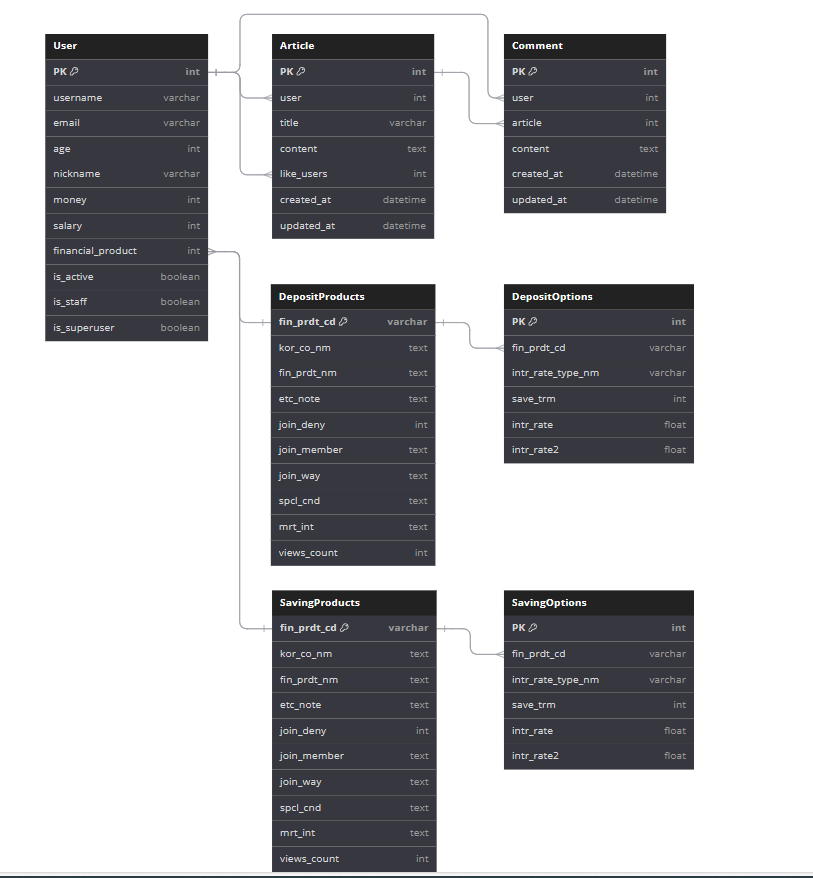 User
PK int
username varchar
email varchar
age int
nickname varchar
money int
salary int
financial_product int
is_active boolean
is_staff boolean
is_superuser boolean
Article
PK int
user int
title varchar
content text
like_users int
created_at datetime
updated_at datetime
Comment
PK int
user int
article int
content text
created_at datetime
updated_at datetime
DepositProducts
fin_prdt_cd varchar
kor_co_nm text
fin_prdt_nm text
etc_note text
join_deny int
join_member text
join_way text
spcl_cnd text
mrt_int text
views_count int
DepositOptions
PK int
fin_prdt_cd varchar
intr_rate_type_nm varchar
save_trm int
intr_rate float
intr_rate2 float
SavingProducts
fin_prdt_cd varchar
kor_co_nm text
fin_prdt_nm text
etc_note text
join_deny int
join_member text
join_way text
spcl_cnd text
mrt_int text
views_count int
SavingOptions
PK int
fin_prdt_cd varchar
intr_rate_type_nm varchar
save_trm int
intr_rate float
intr_rate2 float